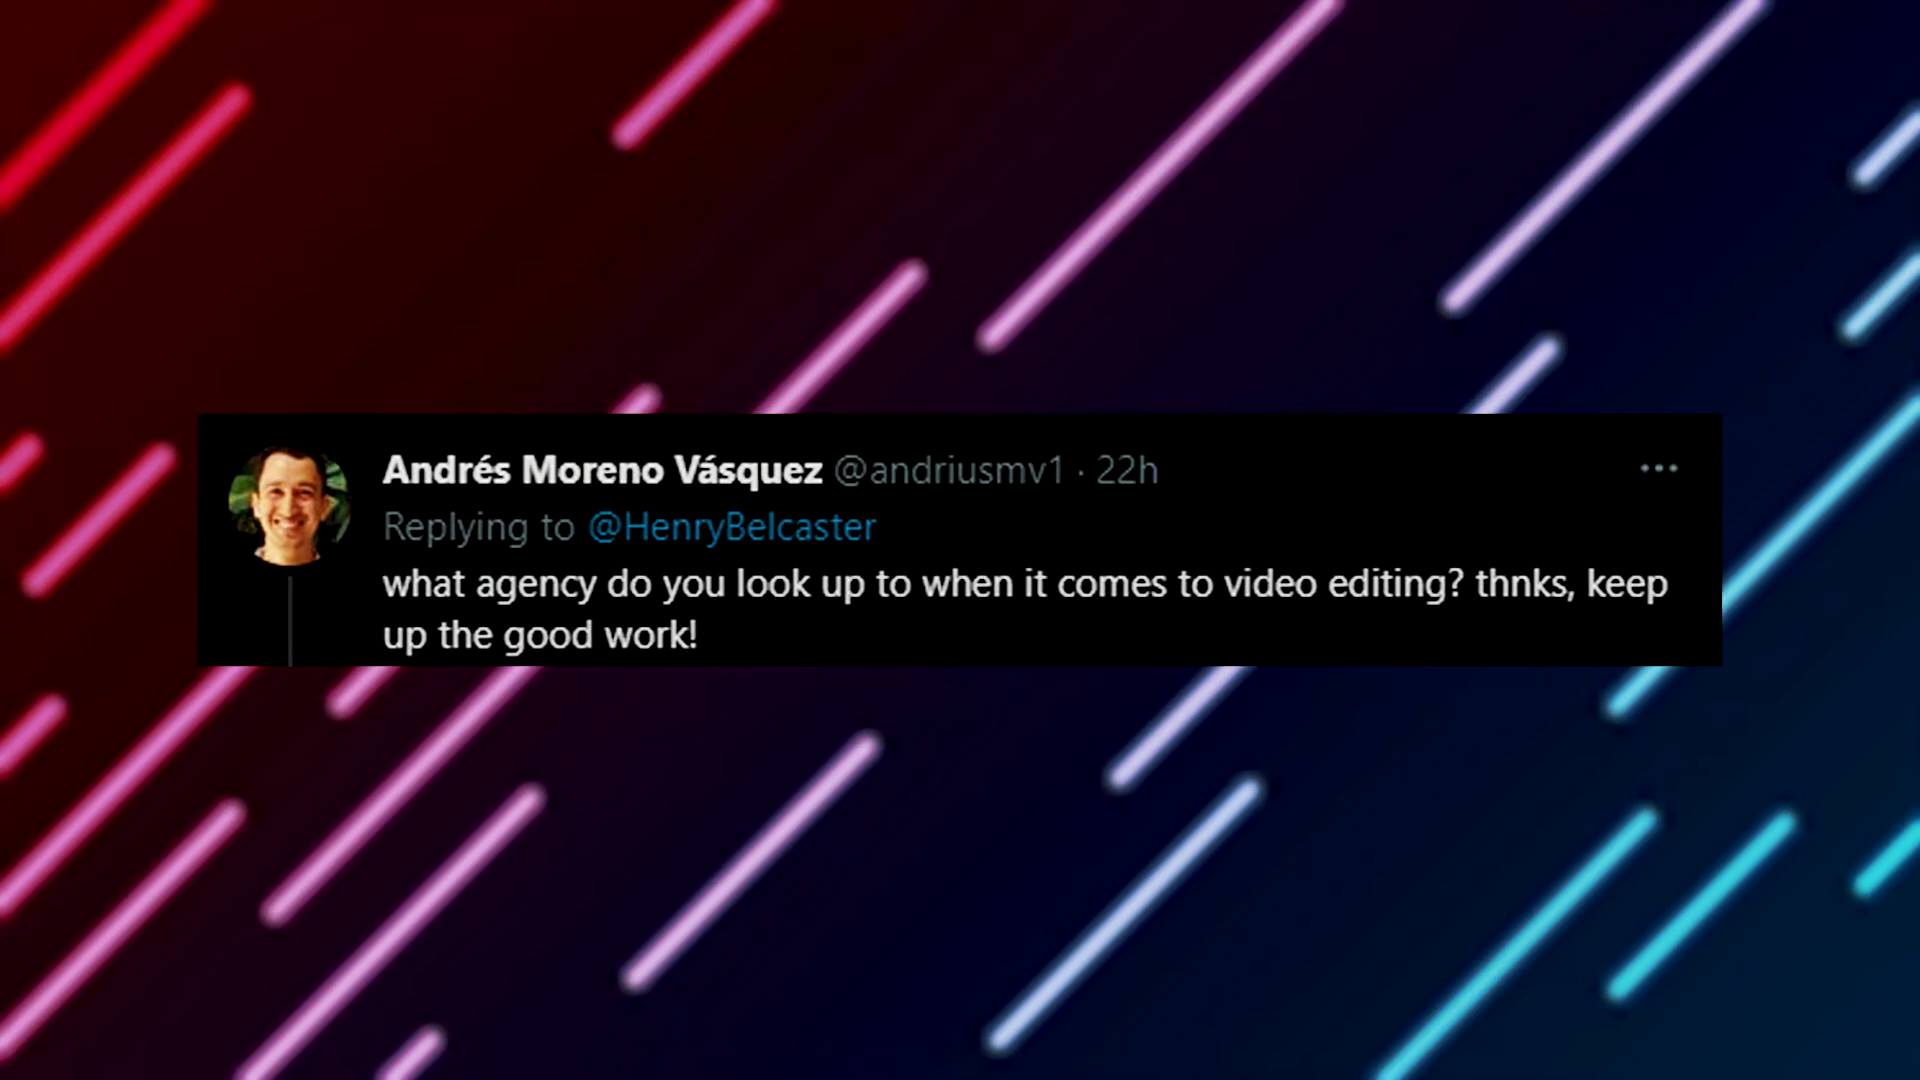 Andrés Moreno Vásquez @andriusmv1 · 22h
Replying to @HenryBelcaster
what agency do you look up to when it comes to video editing? thnks, keep
up the good work!